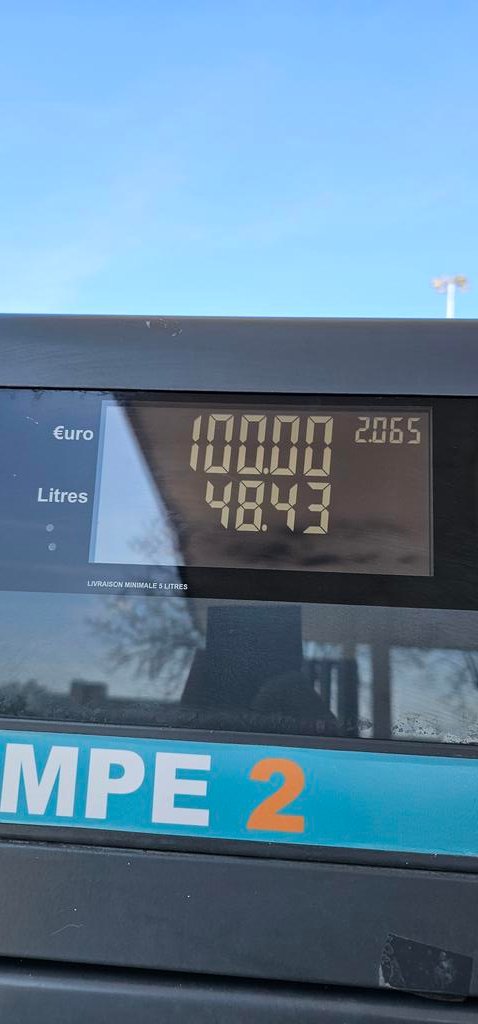 €uro 100.00 2.065
Litres 48.43
LIVRAISON MINIMALE 5 LITRES
MPE 2